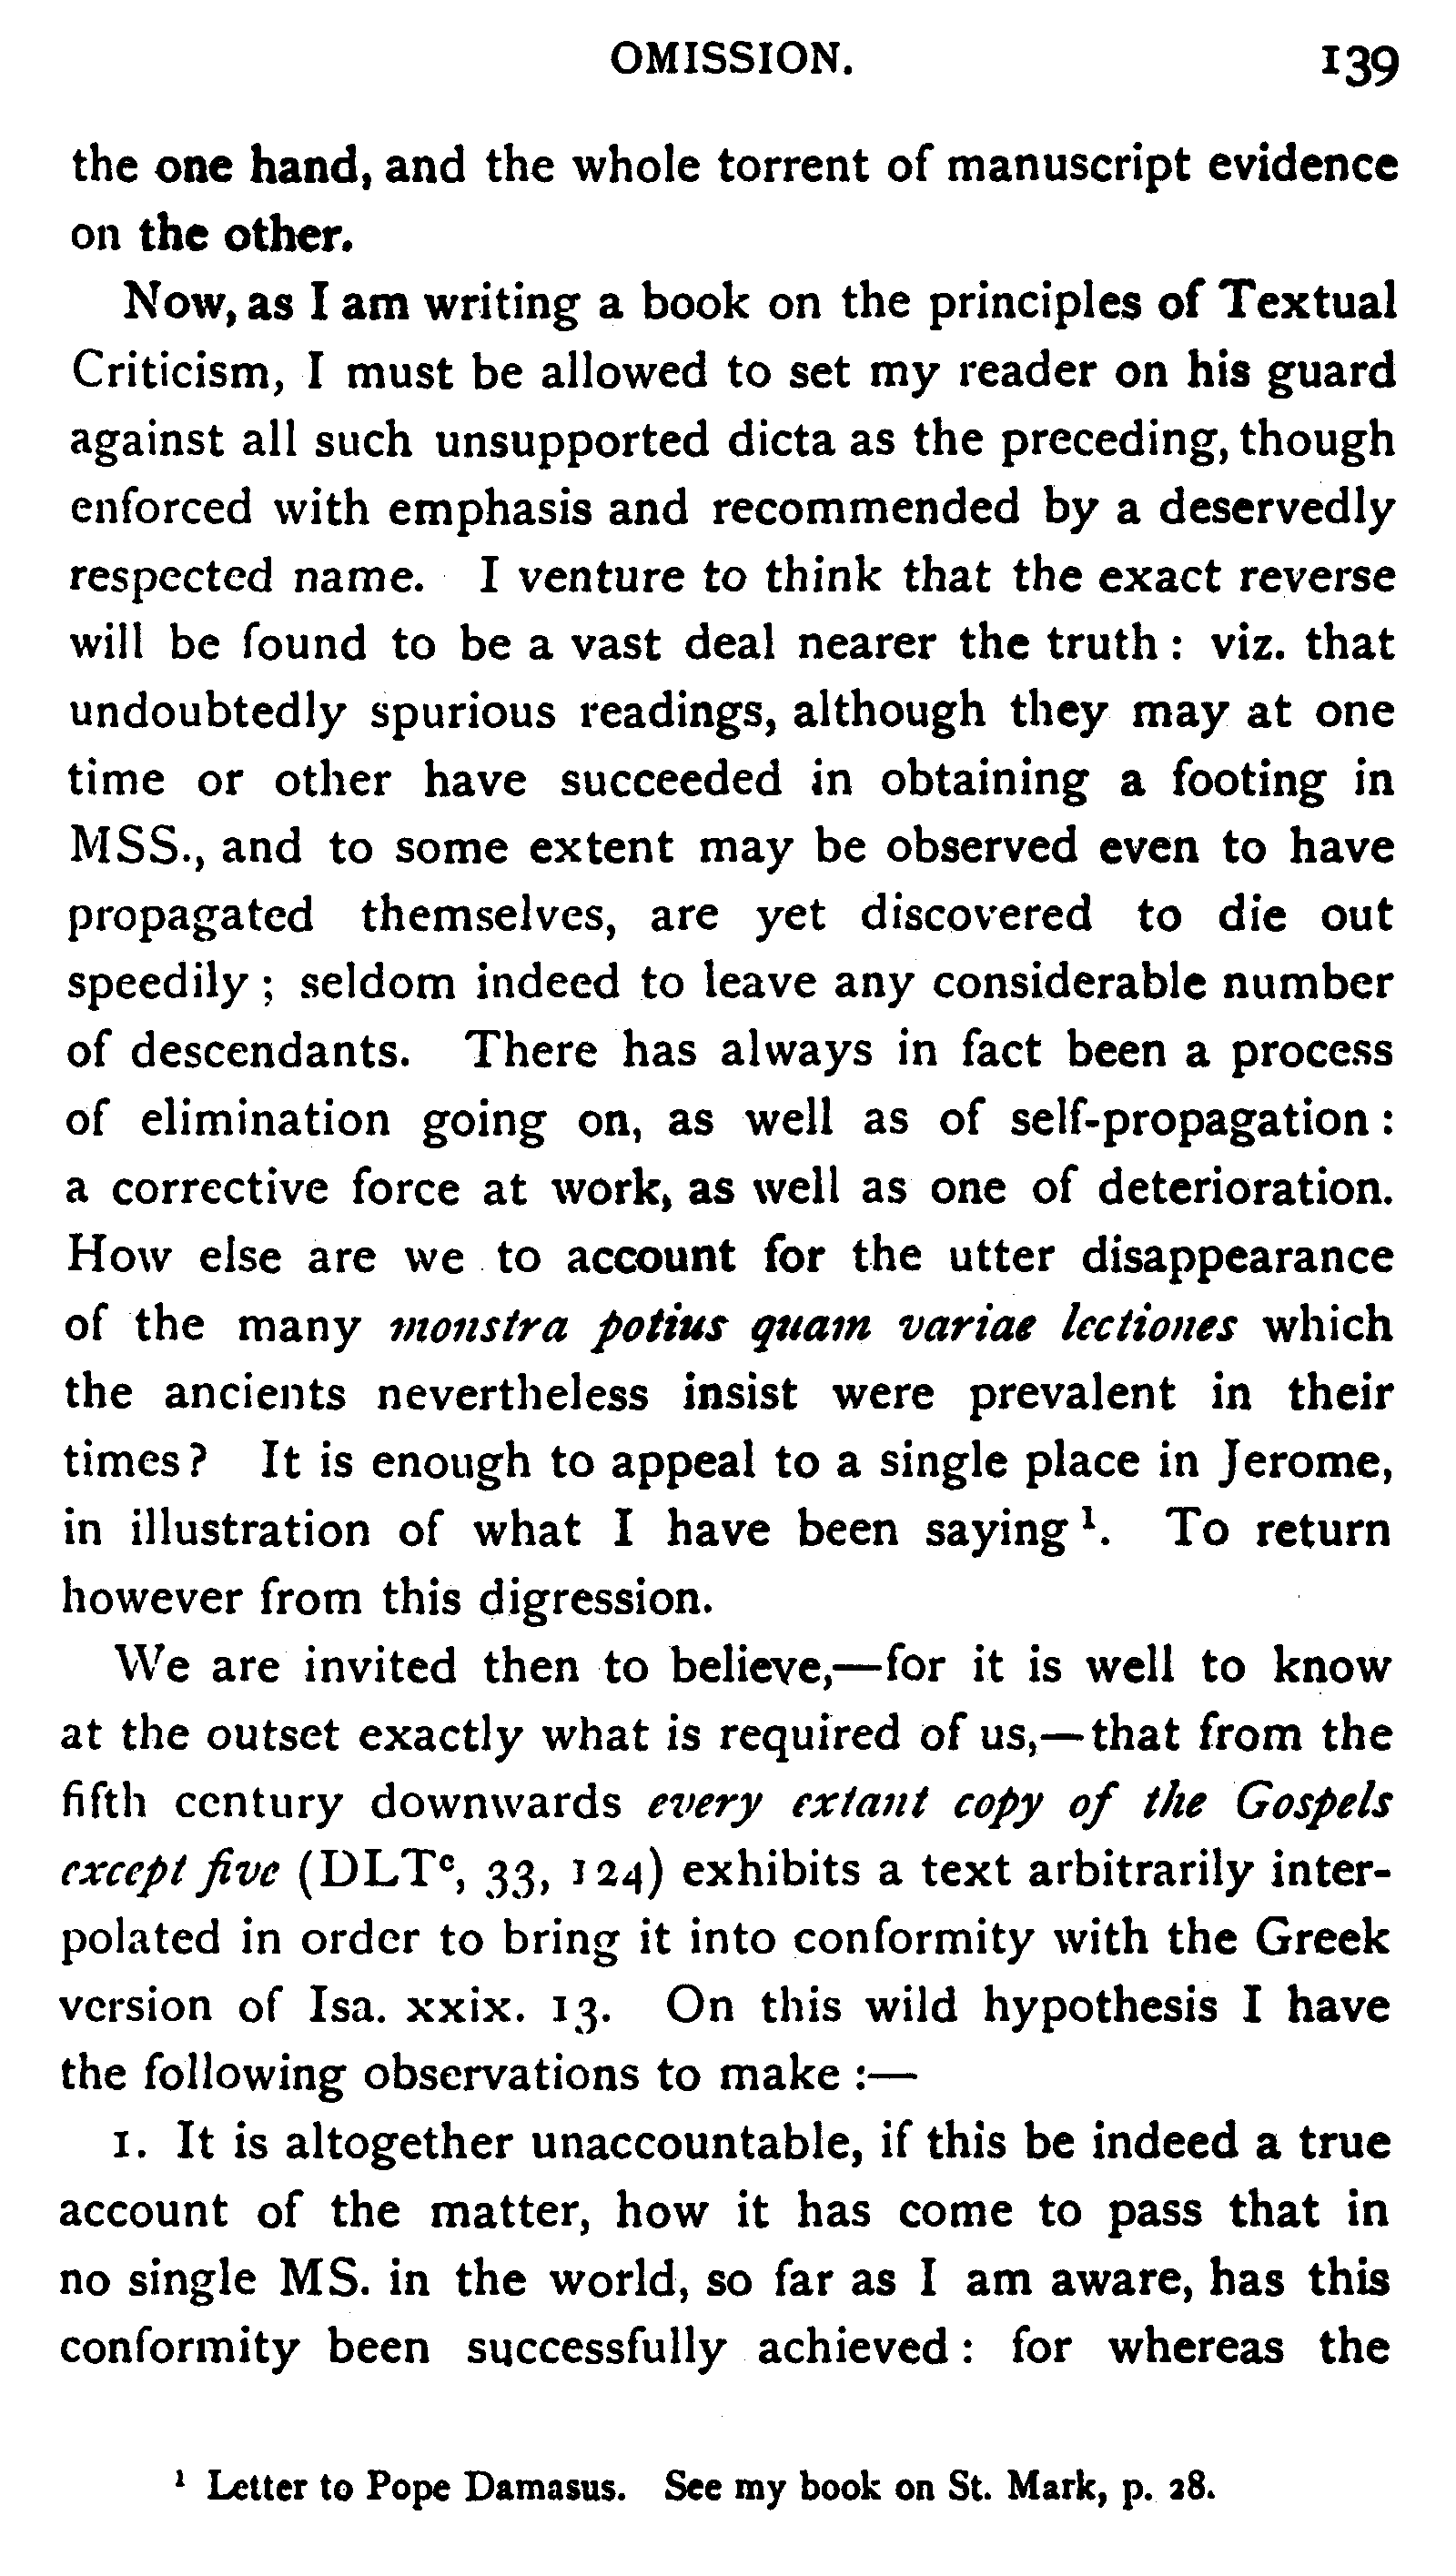 OMISSION. 139
the one hand, and the whole torrent of manuscript evidence
on the other.
Now, as I am writing a book on the principles of Textual
Criticism, I must be allowed to set my reader on his guard
against all such unsupported dicta as the preceding, though
enforced with emphasis and recommended by a deservedly
respected name. I venture to think that the exact reverse
will be found to be a vast deal nearer the truth : viz. that
undoubtedly spurious readings, although they may at one
time or other have succeeded in obtaining a footing in
MSS., and to some extent may be observed even to have
propagated themselves, are yet discovered to die out
speedily ; seldom indeed to leave any considerable number
of descendants. There has always in fact been a process
of elimination going on, as well as of self-propagation :
a corrective force at work, as well as one of deterioration.
How else are we to account for the utter disappearance
of the many monstra potius quam variae lectiones which
the ancients nevertheless insist were prevalent in their
times ? It is enough to appeal to a single place in Jerome,
in illustration of what I have been saying ¹. To return
however from this digression.
We are invited then to believe,—for it is well to know
at the outset exactly what is required of us,—that from the
fifth century downwards every extant copy of the Gospels
except five (DLTᶜ, 33, 124) exhibits a text arbitrarily inter-
polated in order to bring it into conformity with the Greek
version of Isa. xxix. 13. On this wild hypothesis I have
the following observations to make :—
1. It is altogether unaccountable, if this be indeed a true
account of the matter, how it has come to pass that in
no single MS. in the world, so far as I am aware, has this
conformity been successfully achieved : for whereas the
¹ Letter to Pope Damasus. See my book on St. Mark, p. 28.